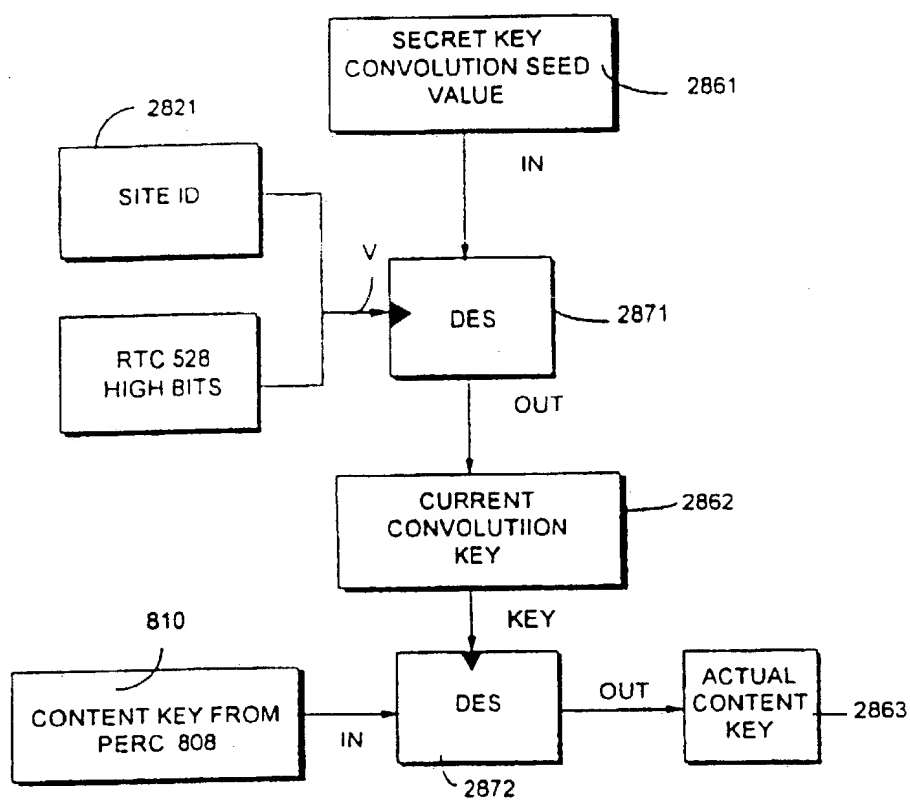 SECRET KEY
CONVOLUTION SEED
VALUE
2861
2821
IN
SITE ID
V
DES
2871
RTC 528
HIGH BITS
OUT
CURRENT
CONVOLUTIION
KEY
2862
810
KEY
CONTENT KEY FROM
PERC 808
IN
DES
OUT
ACTUAL
CONTENT
KEY
2863
2872